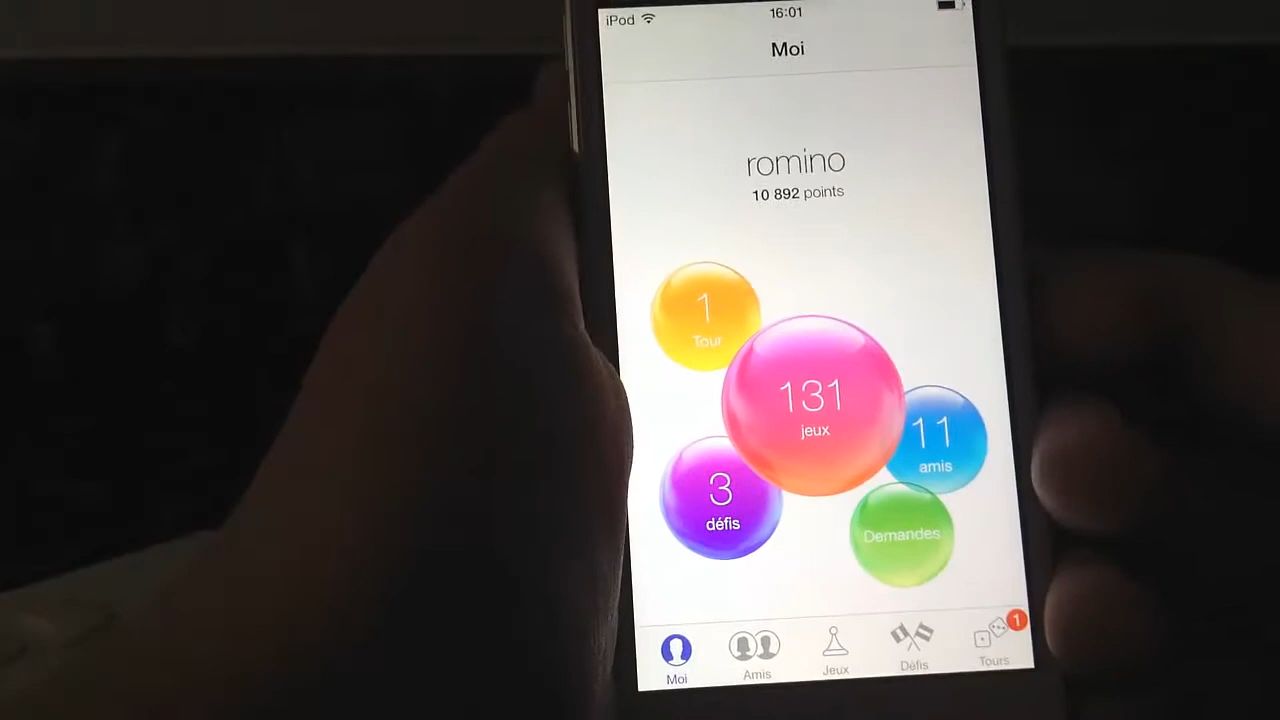 iPod 16:01
Moi
romino
10 892 points
1
Tour
131
jeux
11
amis
3
défis
Demandes
1
Moi Amis Jeux Défis Tours